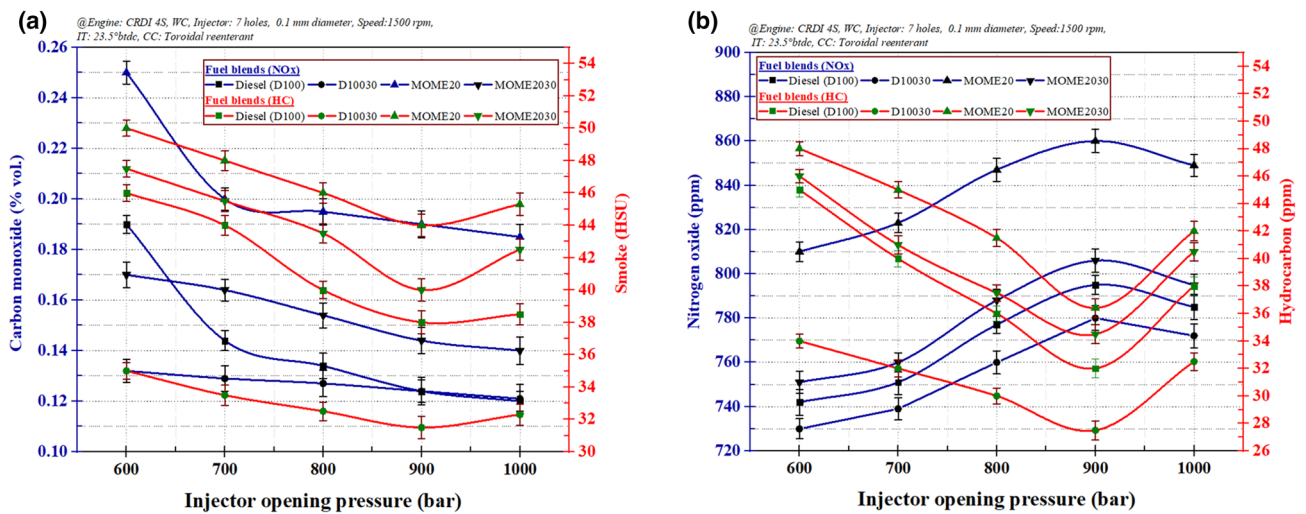 (a)
@Engine: CRDI 4S, WC, Injector: 7 holes, 0.1 mm diameter, Speed:1500 rpm,
IT: 23.5°btdc, CC: Toroidal reenterant
Fuel blends (NOx)
Diesel (D100) D10030 MOME20 MOME2030
Fuel blends (HC)
Diesel (D100) D10030 MOME20 MOME2030
Carbon monoxide (% vol.)
0.26
0.24
0.22
0.20
0.18
0.16
0.14
0.12
0.10
Smoke (HSU)
54
53
52
50
49
48
46
45
44
42
41
40
38
37
36
35
34
32
31
30
600 700 800 900 1000
Injector opening pressure (bar)
(b)
@Engine: CRDI 4S, WC, Injector: 7 holes, 0.1 mm diameter, Speed:1500 rpm,
IT: 23.5°btdc, CC: Toroidal reenterant
Fuel blends (NOx)
Diesel (D100) D10030 MOME20 MOME2030
Fuel blends (HC)
Diesel (D100) D10030 MOME20 MOME2030
Nitrogen oxide (ppm)
900
880
860
840
820
800
780
760
740
720
Hydrocarbon (ppm)
54
52
50
48
46
44
42
40
38
36
34
32
30
28
26
600 700 800 900 1000
Injector opening pressure (bar)